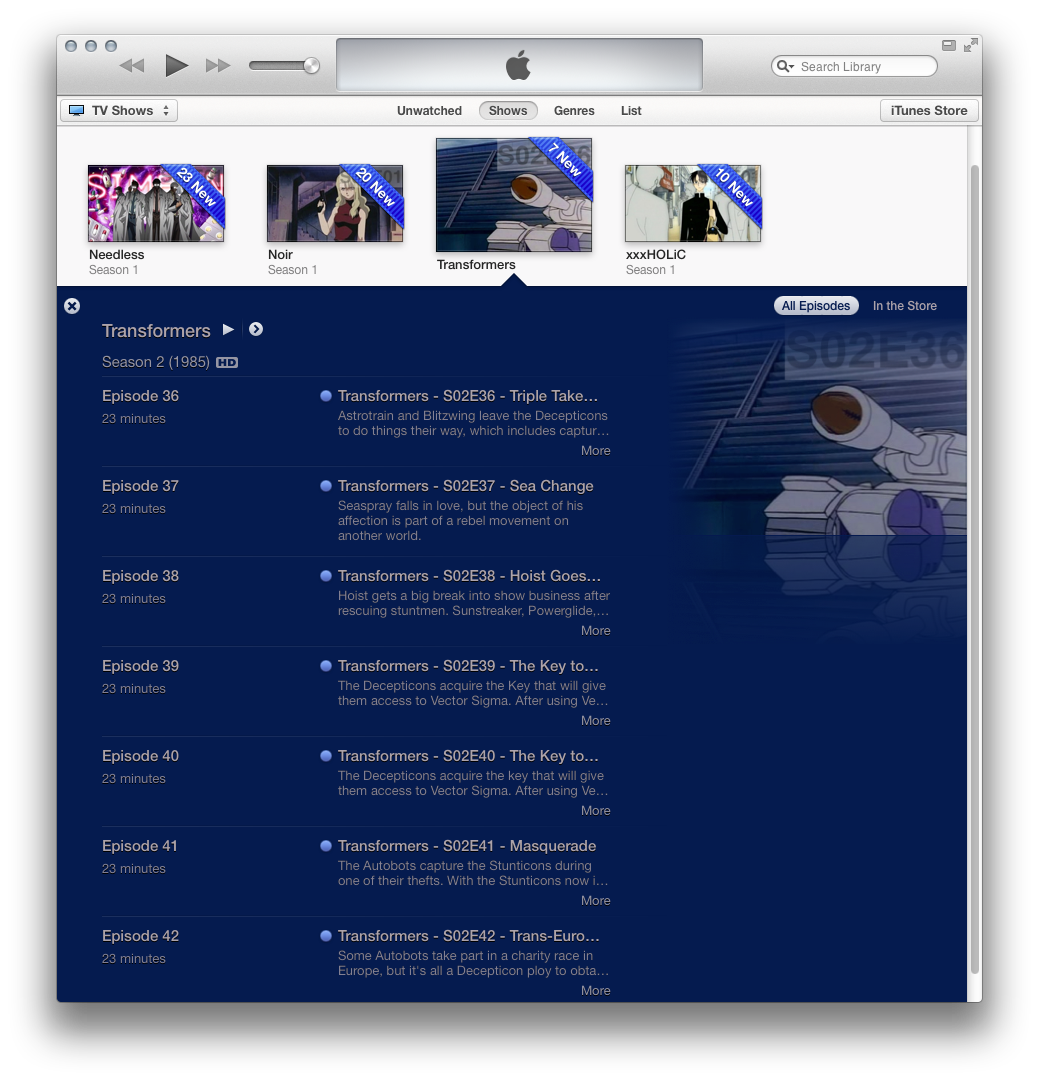 Search Library
TV Shows
Unwatched
Shows
Genres
List
iTunes Store
23 New
20 New
S02E36
7 New
10 New
Needless
Season 1
Noir
Season 1
Transformers
xxxHOLiC
Season 1
All Episodes
In the Store
Transformers
Season 2 (1985) HD
S02E36
Episode 36
23 minutes
Transformers - S02E36 - Triple Take…
Astrotrain and Blitzwing leave the Decepticons
to do things their way, which includes captur…
More
Episode 37
23 minutes
Transformers - S02E37 - Sea Change
Seaspray falls in love, but the object of his
affection is part of a rebel movement on
another world.
Episode 38
23 minutes
Transformers - S02E38 - Hoist Goes…
Hoist gets a big break into show business after
rescuing stuntmen. Sunstreaker, Powerglide,…
More
Episode 39
23 minutes
Transformers - S02E39 - The Key to…
The Decepticons acquire the Key that will give
them access to Vector Sigma. After using Ve…
More
Episode 40
23 minutes
Transformers - S02E40 - The Key to…
The Decepticons acquire the key that will give
them access to Vector Sigma. After using Ve…
More
Episode 41
23 minutes
Transformers - S02E41 - Masquerade
The Autobots capture the Stunticons during
one of their thefts. With the Stunticons now i…
More
Episode 42
23 minutes
Transformers - S02E42 - Trans-Euro…
Some Autobots take part in a charity race in
Europe, but it's all a Decepticon ploy to obta…
More